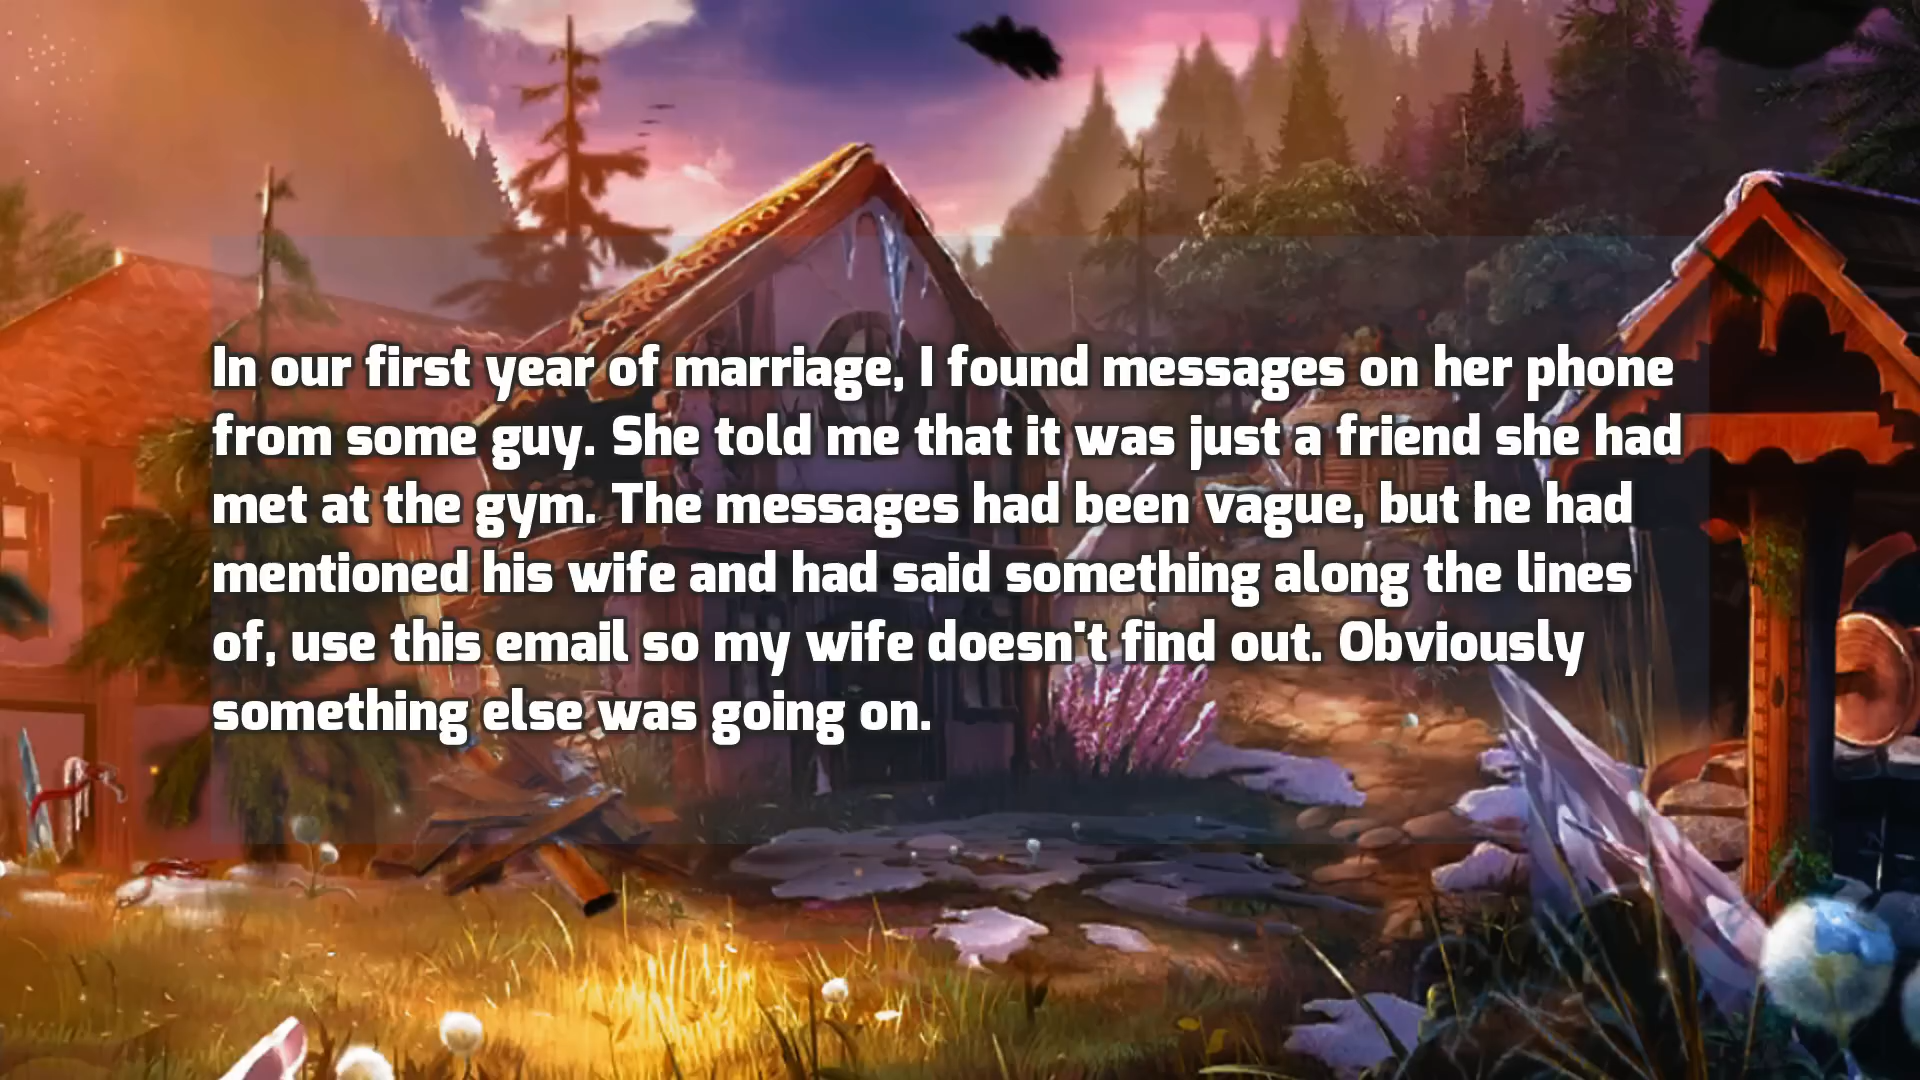 In our first year of marriage, I found messages on her phone
from some guy. She told me that it was just a friend she had
met at the gym. The messages had been vague, but he had
mentioned his wife and had said something along the lines
of, use this email so my wife doesn't find out. Obviously
something else was going on.